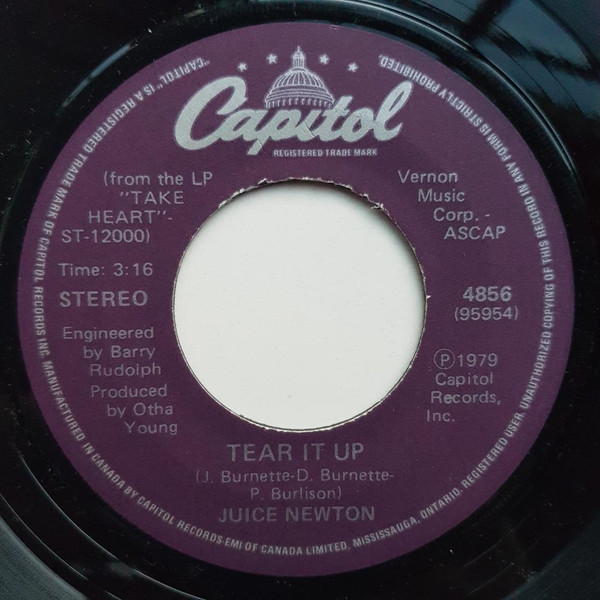 Capitol
REGISTERED TRADE MARK
(from the LP
"TAKE
HEART"-
ST-12000)
Time: 3:16
STEREO
Engineered
by Barry
Rudolph
Produced
by Otha
Young
Vernon
Music
Corp. -
ASCAP
4856
(95954)
Ⓟ1979
Capitol
Records,
Inc.
TEAR IT UP
(J. Burnette-D. Burnette-
P. Burlison)
JUICE NEWTON
"CAPITOL" IS A REGISTERED TRADE MARK OF CAPITOL RECORDS INC. MANUFACTURED IN CANADA BY CAPITOL RECORDS-EMI OF CANADA LIMITED, MISSISSAUGA, ONTARIO, REGISTERED USER. UNAUTHORIZED COPYING OF THIS RECORD IN ANY FORM IS STRICTLY PROHIBITED.